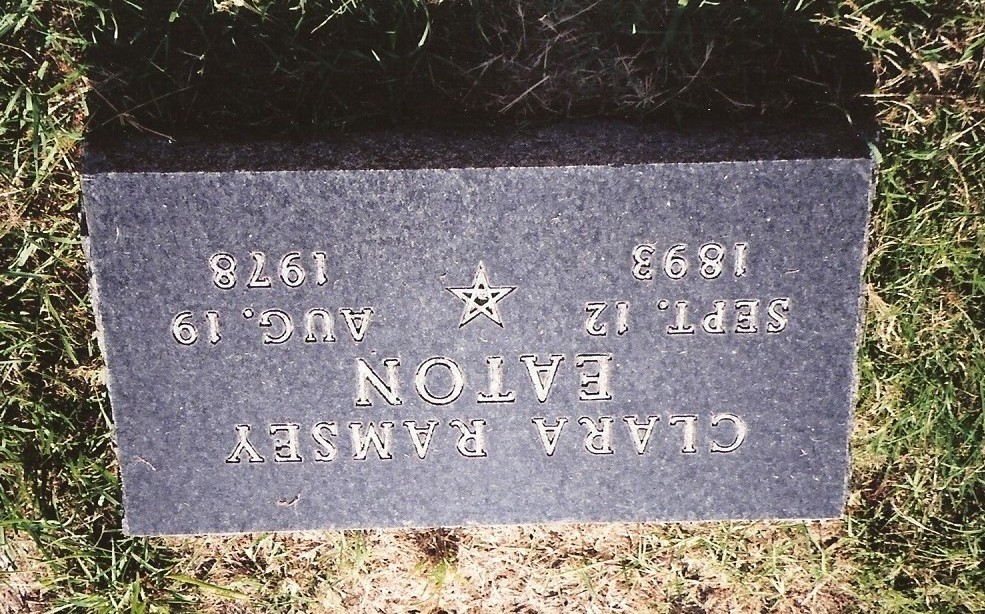 CLARA RAMSEY
EATON
SEPT. 12 AUG. 19
1893 1978